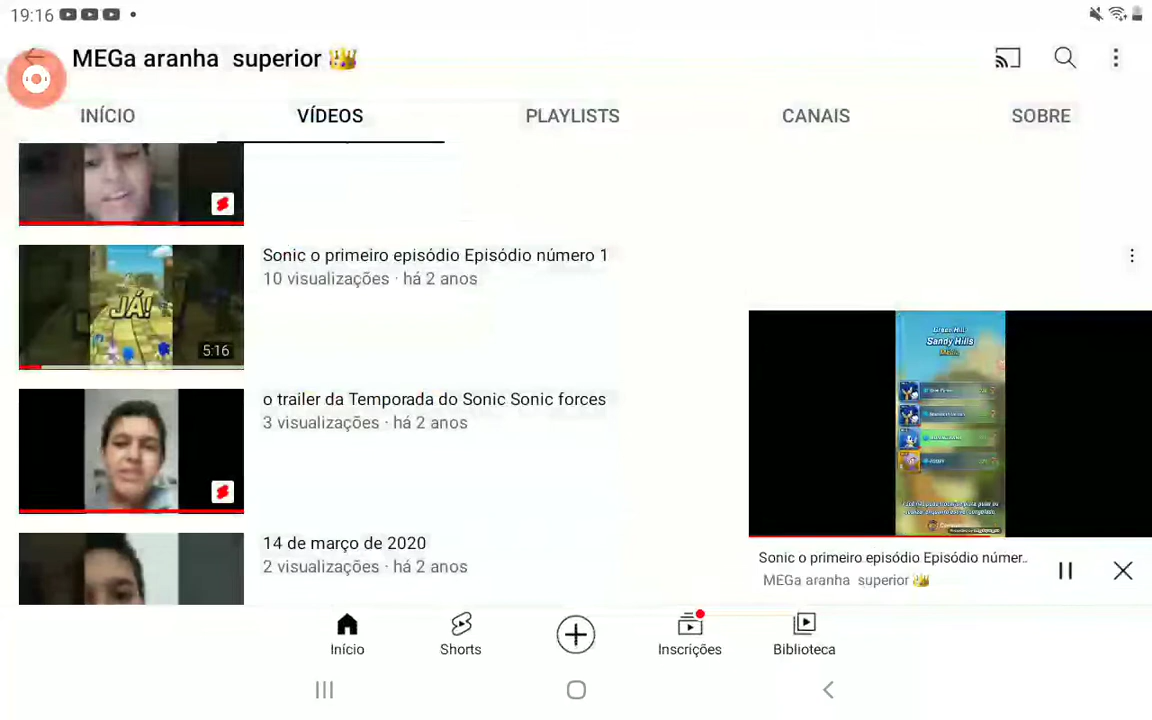 19:16
MEGa aranha superior 👑
INÍCIO
VÍDEOS
PLAYLISTS
CANAIS
SOBRE
JÁ!
5:16
Sonic o primeiro episódio Episódio número 1
10 visualizações · há 2 anos
o trailer da Temporada do Sonic Sonic forces
3 visualizações · há 2 anos
14 de março de 2020
2 visualizações · há 2 anos
Green Hill
Sandy Hills
Sonic o primeiro episódio Episódio númer..
MEGa aranha superior 👑
Início
Shorts
Inscrições
Biblioteca